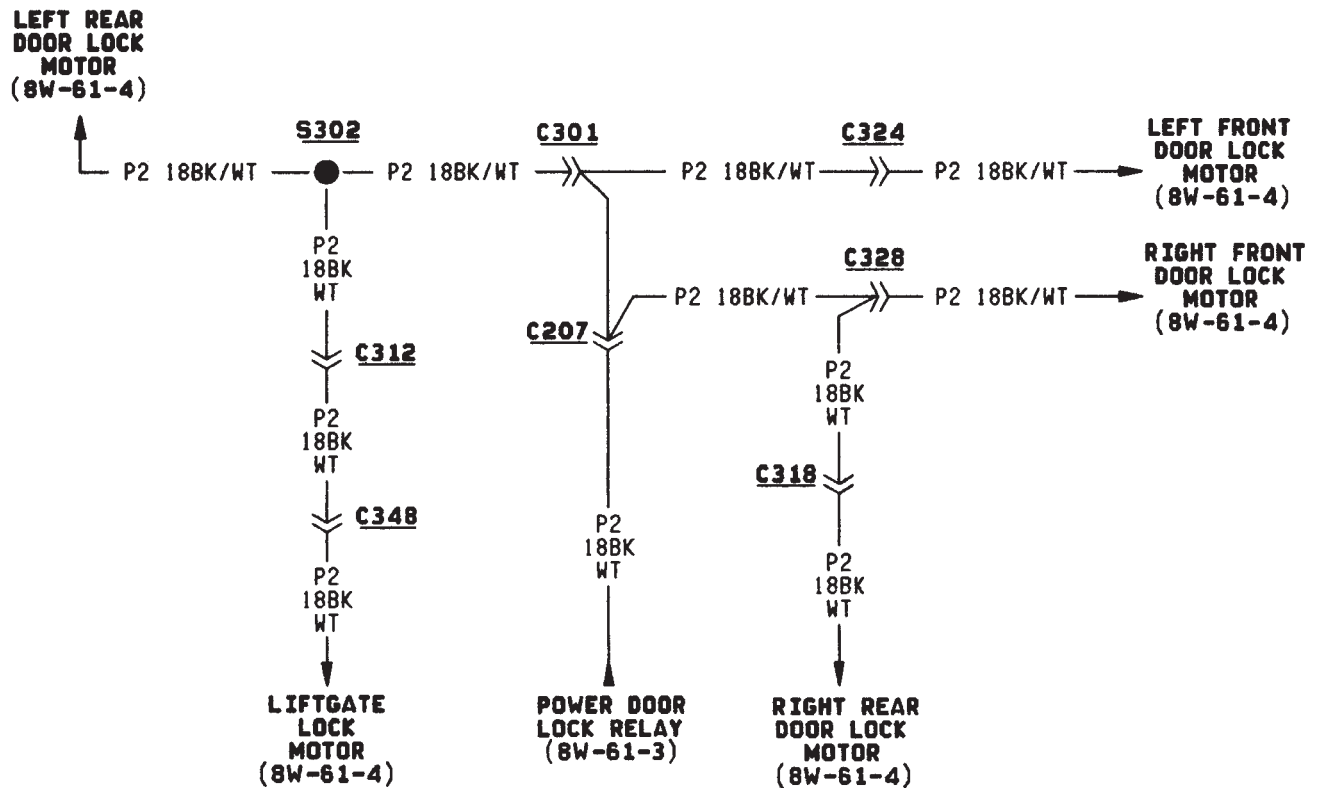 LEFT REAR
DOOR LOCK
MOTOR
(8W-61-4)
S302
C301
C324
LEFT FRONT
DOOR LOCK
MOTOR
(8W-61-4)
P2 18BK/WT
P2 18BK/WT
P2 18BK/WT
P2 18BK/WT
P2
18BK
WT
C328
RIGHT FRONT
DOOR LOCK
MOTOR
(8W-61-4)
P2 18BK/WT
P2 18BK/WT
C207
C312
P2
18BK
WT
P2
18BK
WT
C318
C348
P2
18BK
WT
P2
18BK
WT
P2
18BK
WT
LIFTGATE
LOCK
MOTOR
(8W-61-4)
POWER DOOR
LOCK RELAY
(8W-61-3)
RIGHT REAR
DOOR LOCK
MOTOR
(8W-61-4)